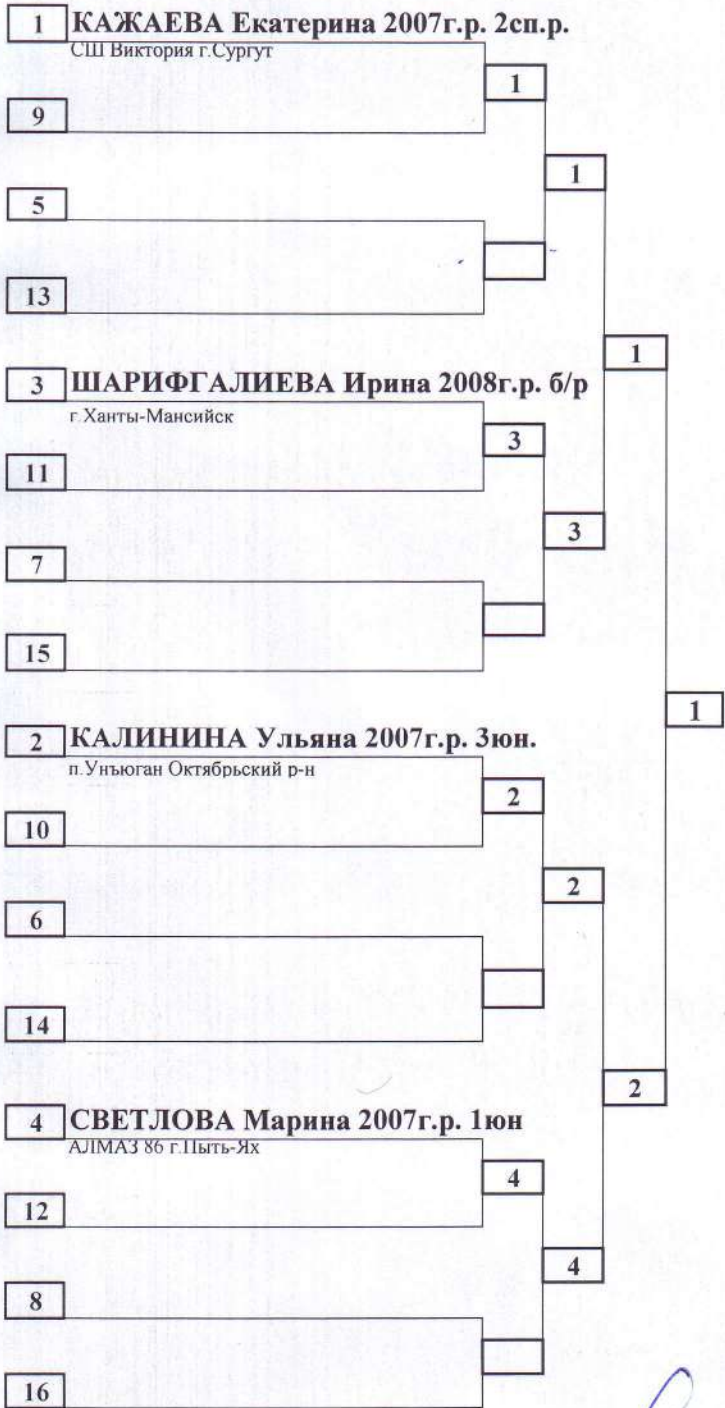 1 КАЖАЕВА Екатерина 2007г.р. 2сп.р.
СШ Виктория г.Сургут
1
9
1
5
13
1
3 ШАРИФГАЛИЕВА Ирина 2008г.р. б/р
г.Ханты-Мансийск
3
11
3
7
15
1
2 КАЛИНИНА Ульяна 2007г.р. 3юн.
п.Унъюган Октябрьский р-н
2
10
2
6
14
2
4 СВЕТЛОВА Марина 2007г.р. 1юн
АЛМАЗ 86 г.Пыть-Ях
4
12
4
8
16